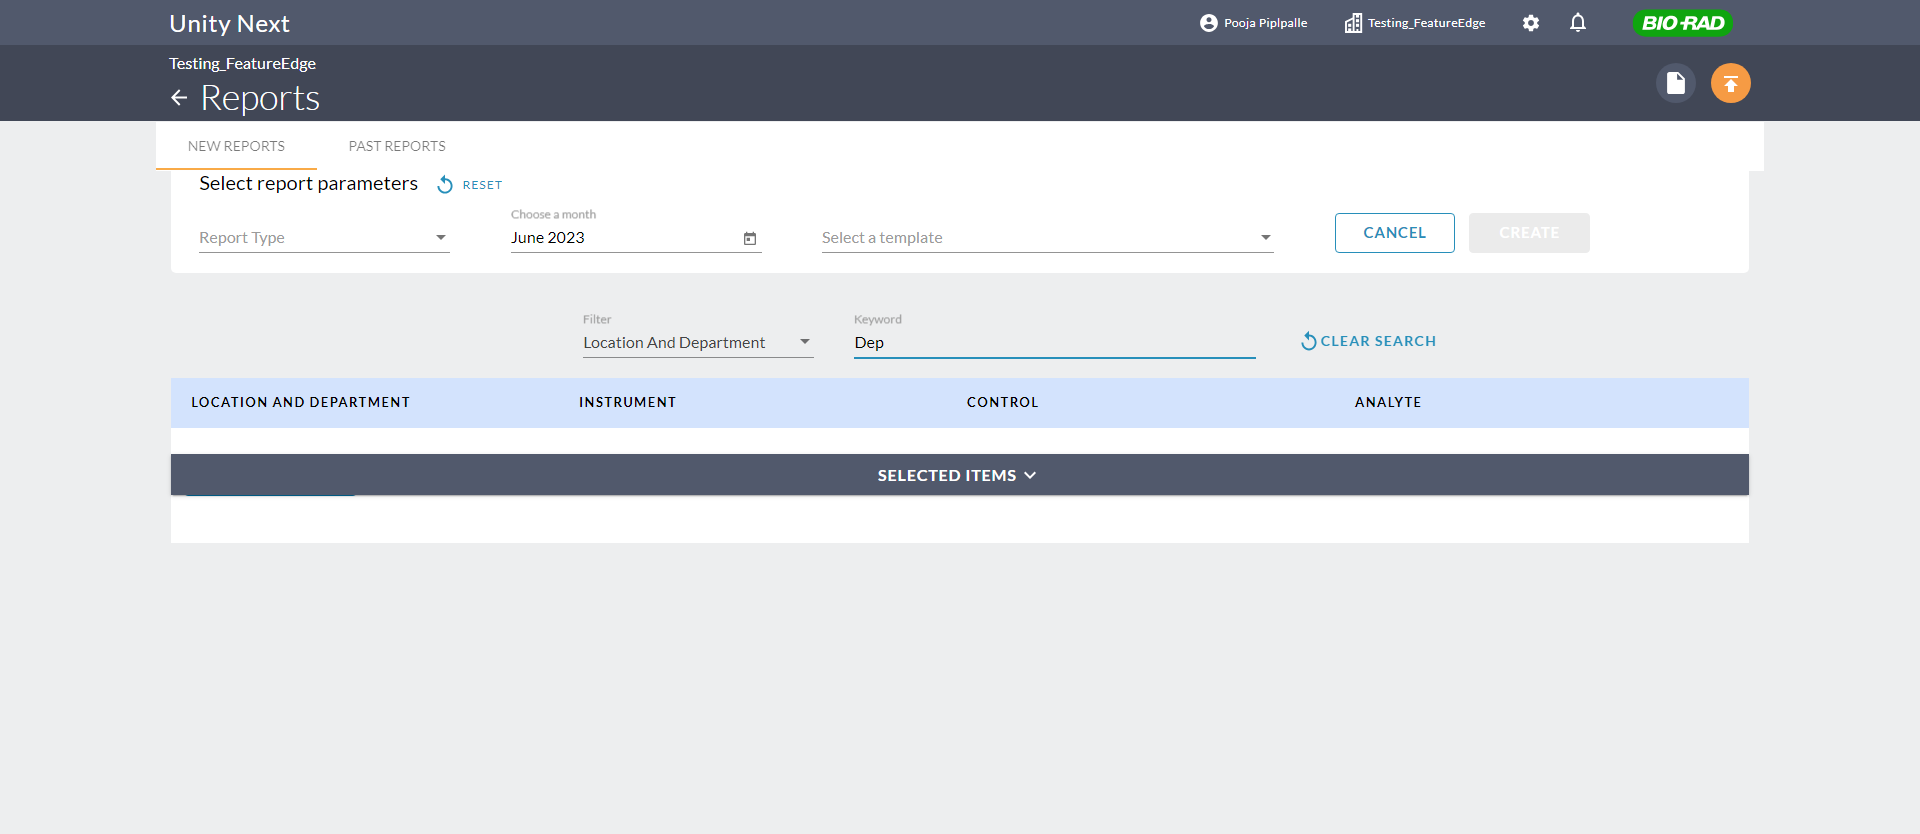 Unity Next
Pooja Piplpalle
Testing_FeatureEdge
BIO-RAD
Testing_FeatureEdge
Reports
NEW REPORTS
PAST REPORTS
Select report parameters
RESET
Report Type
Choose a month
June 2023
Select a template
CANCEL
CREATE
Filter
Location And Department
Keyword
Dep
CLEAR SEARCH
LOCATION AND DEPARTMENT
INSTRUMENT
CONTROL
ANALYTE
SELECTED ITEMS